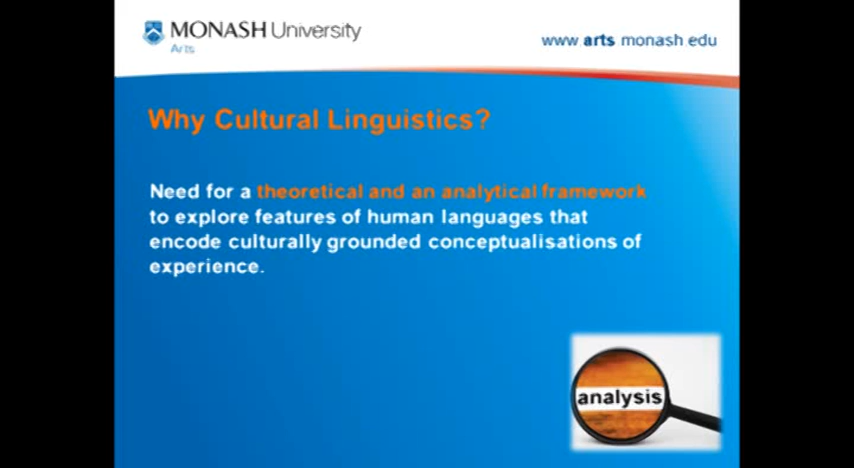 MONASH University
Arts
www arts monash edu
Why Cultural Linguistics?
Need for a theoretical and an analytical framework
to explore features of human languages that
encode culturally grounded conceptualisations of
experience.
analysis